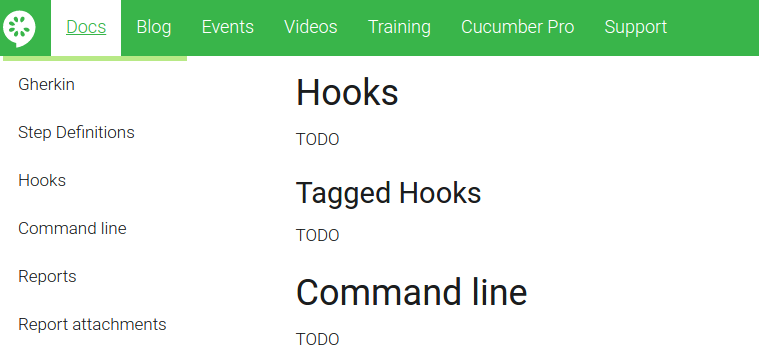 Docs Blog Events Videos Training Cucumber Pro Support
Gherkin
Step Definitions
Hooks
Command line
Reports
Report attachments
Hooks
TODO
Tagged Hooks
TODO
Command line
TODO